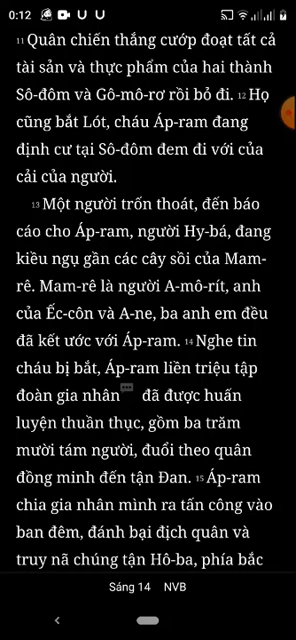 0:12
11 Quân chiến thắng cướp đoạt tất cả
tài sản và thực phẩm của hai thành
Sô-đôm và Gô-mô-rơ rồi bỏ đi. 12 Họ
cũng bắt Lót, cháu Áp-ram đang
định cư tại Sô-đôm đem đi với của
cải của người.
13 Một người trốn thoát, đến báo
cáo cho Áp-ram, người Hy-bá, đang
kiều ngụ gần các cây sồi của Mam-
rê. Mam-rê là người A-mô-rít, anh
của Ếc-côn và A-ne, ba anh em đều
đã kết ước với Áp-ram. 14 Nghe tin
cháu bị bắt, Áp-ram liền triệu tập
đoàn gia nhân đã được huấn
luyện thuần thục, gồm ba trăm
mười tám người, đuổi theo quân
đồng minh đến tận Đan. 15 Áp-ram
chia gia nhân mình ra tấn công vào
ban đêm, đánh bại địch quân và
truy nã chúng tận Hô-ba, phía bắc
Sáng 14 NVB